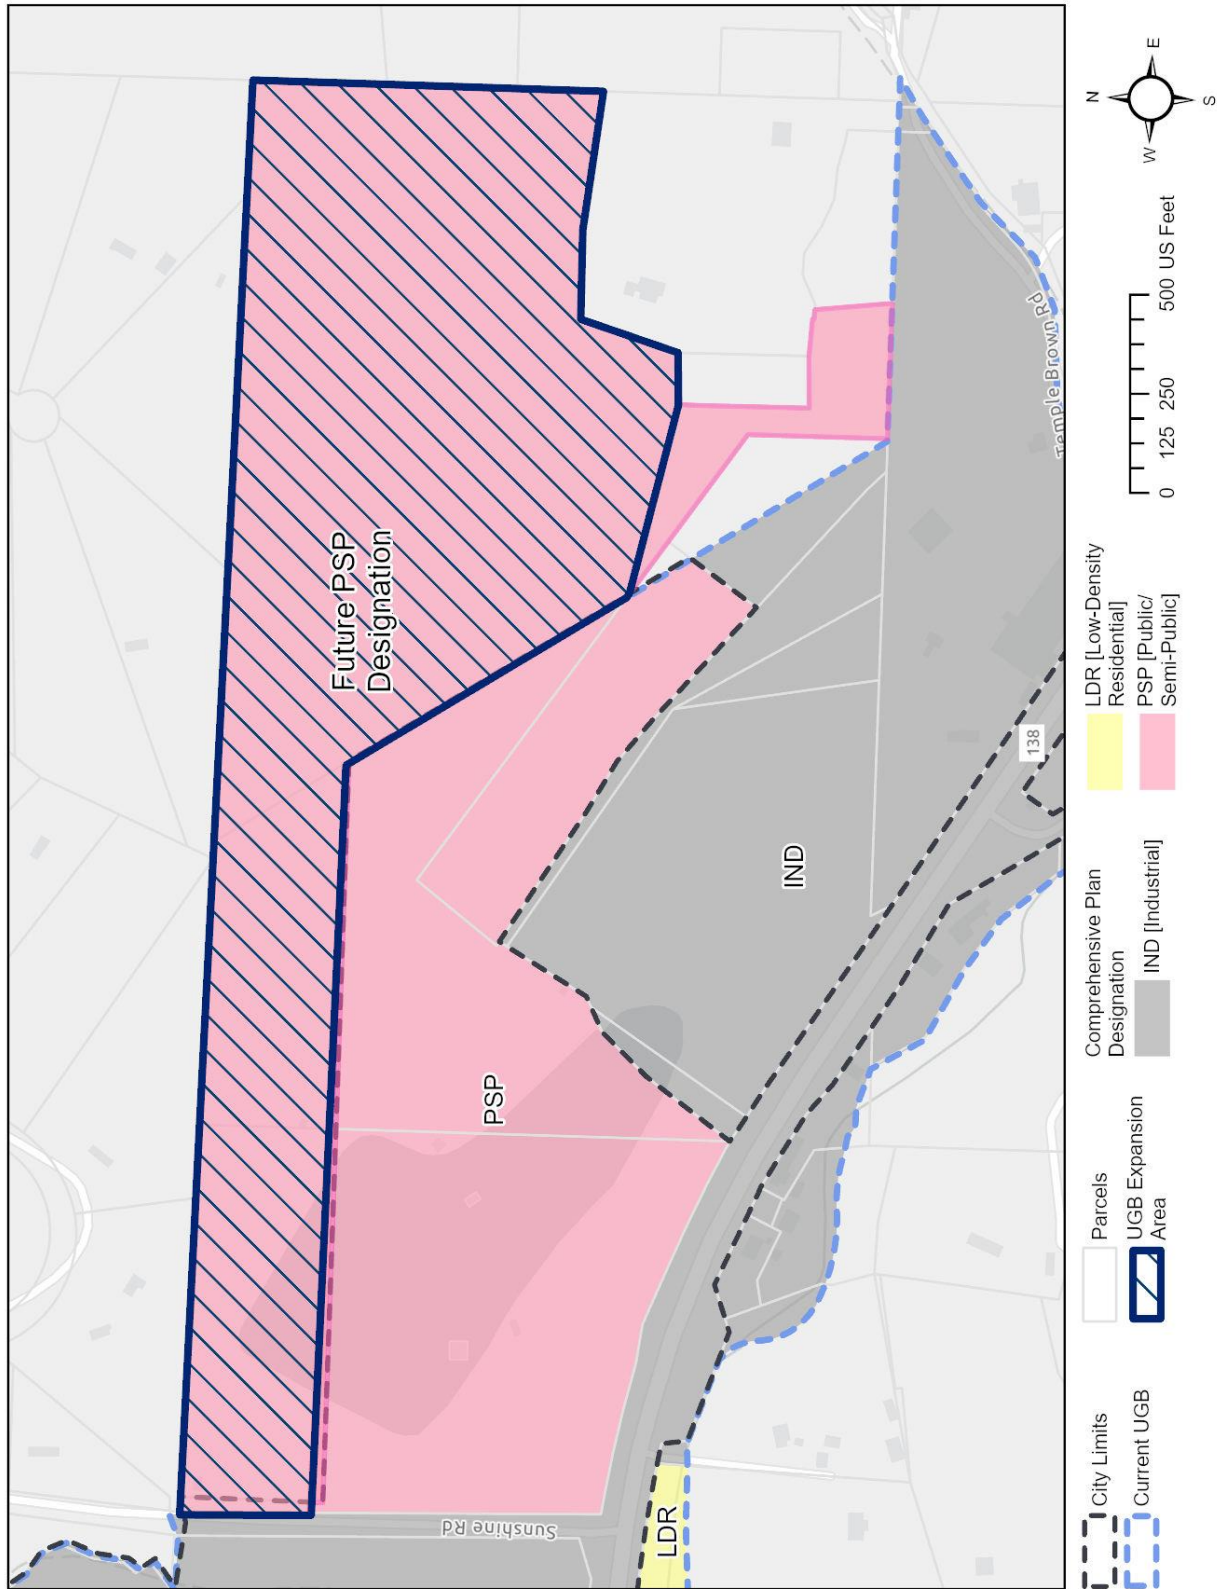 Future PSP
Designation
PSP
IND
LDR
Sunshine Rd
Temple Brown Rd
138
City Limits
Current UGB
Parcels
UGB Expansion
Area
Comprehensive Plan
Designation
IND [Industrial]
LDR [Low-Density
Residential]
PSP [Public/
Semi-Public]
0 125 250 500 US Feet
N
W
E
S